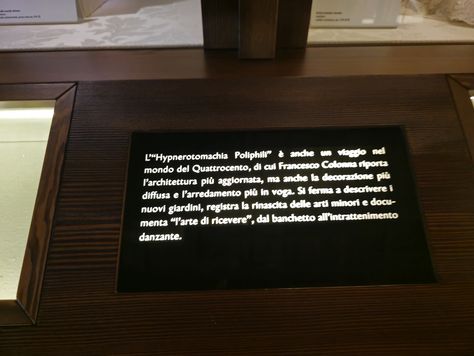 L'"Hypnerotomachia Poliphili" è anche un viaggio nel
mondo del Quattrocento, di cui Francesco Colonna riporta
l'architettura più aggiornata, ma anche la decorazione più
diffusa e l'arredamento più in voga. Si ferma a descrivere i
nuovi giardini, registra la rinascita delle arti minori e docu-
menta "l'arte di ricevere", dal banchetto all'intrattenimento
danzante.